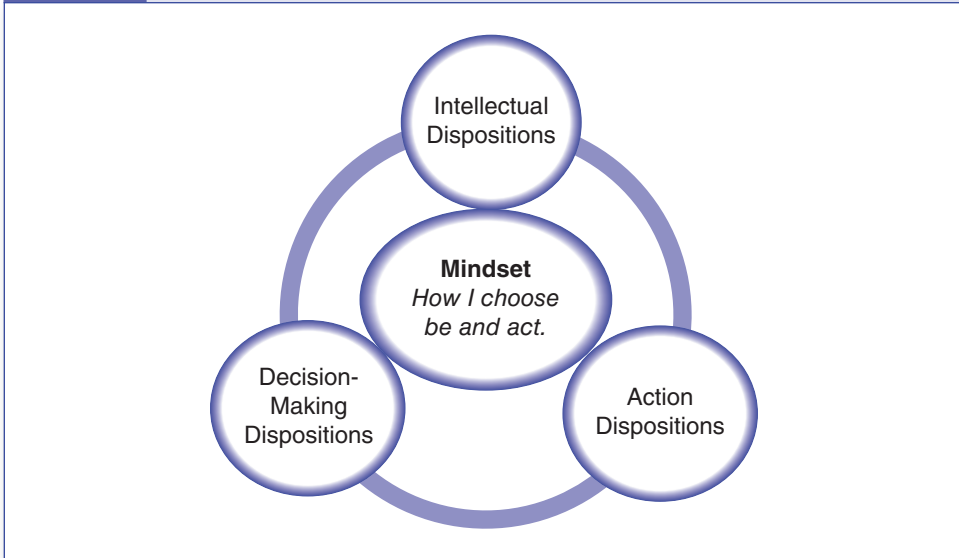 Intellectual
Dispositions
Mindset
How I choose
be and act.
Decision-
Making
Dispositions
Action
Dispositions